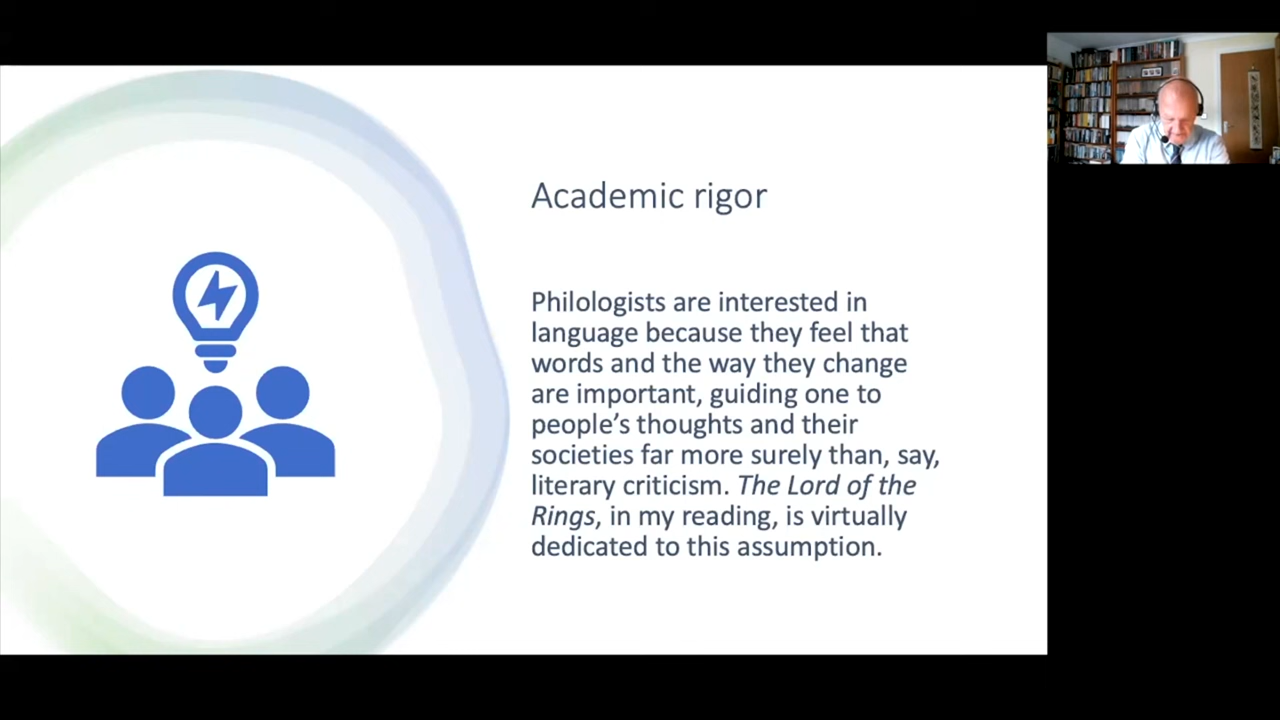 Academic rigor
Philologists are interested in
language because they feel that
words and the way they change
are important, guiding one to
people’s thoughts and their
societies far more surely than, say,
literary criticism. The Lord of the
Rings, in my reading, is virtually
dedicated to this assumption.